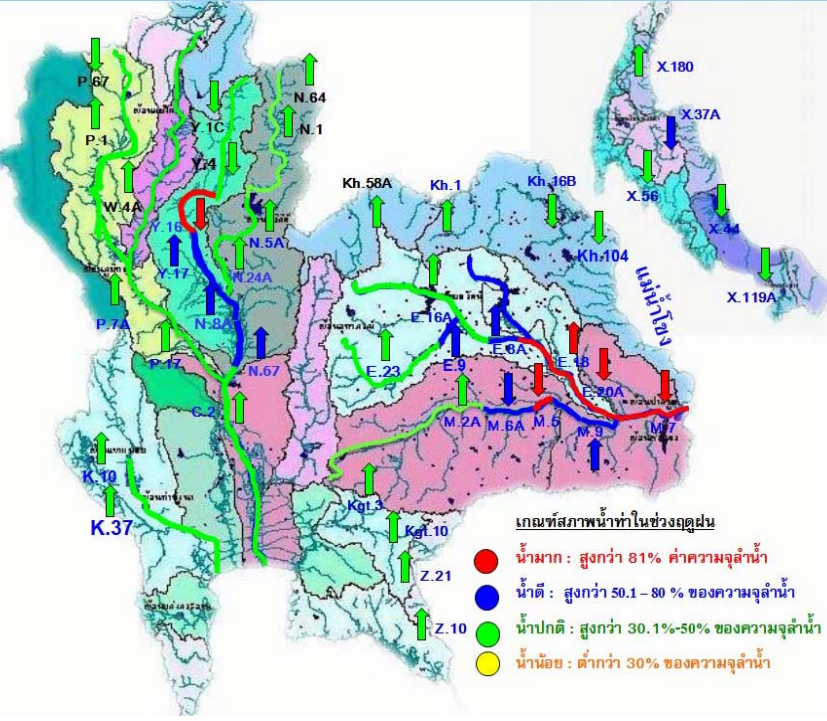 P.67
P.1
W.4A
Y.1C
Y.4
N.64
N.1
Y.16
Y.17
N.5A
N.24A
N.8A
N.67
P.7A
P.17
C.2
K.10
K.37
Kh.58A
Kh.1
Kh.16B
Kh.104
แม่น้ำโขง
E.16A
E.8A
E.23
E.9
E.18
E.20A
M.2A
M.6A
M.5
M.9
M.7
Kgt.3
Kgt.10
Z.21
Z.10
X.180
X.37A
X.56
X.44
X.119A
เกณฑ์สภาพน้ำท่าในช่วงฤดูฝน
น้ำมาก : สูงกว่า 81% ค่าความจุลำน้ำ
น้ำดี : สูงกว่า 50.1 – 80 % ของความจุลำน้ำ
น้ำปกติ : สูงกว่า 30.1%-50% ของความจุลำน้ำ
น้ำน้อย : ต่ำกว่า 30% ของความจุลำน้ำ